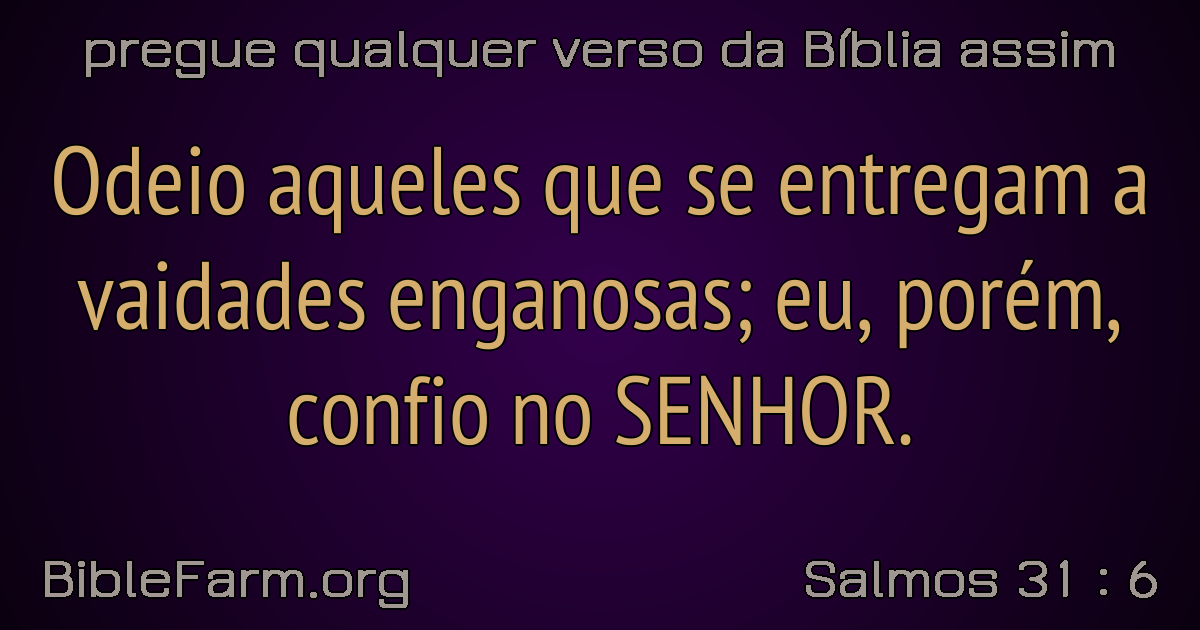 pregue qualquer verso da Bíblia assim
Odeio aqueles que se entregam a
vaidades enganosas; eu, porém,
confio no SENHOR.
BibleFarm.org
Salmos 31 : 6